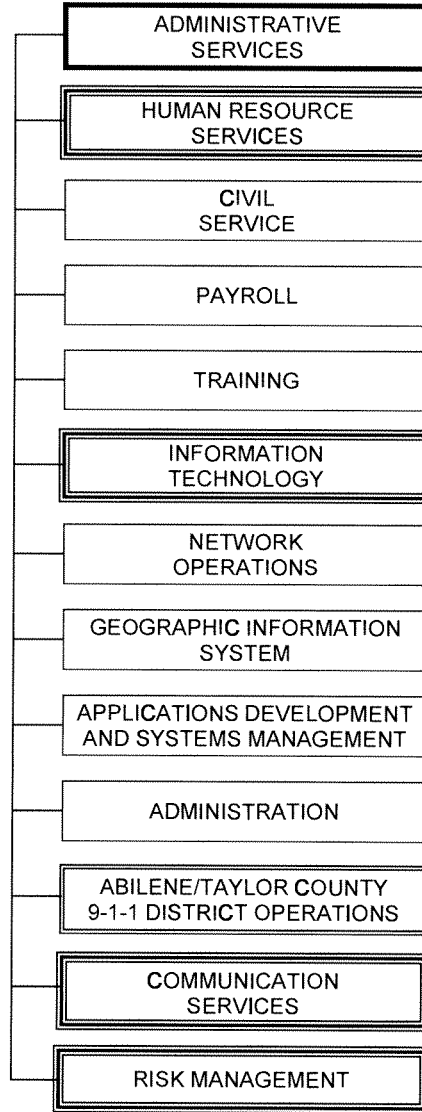 ADMINISTRATIVE
SERVICES
HUMAN RESOURCE
SERVICES
CIVIL
SERVICE
PAYROLL
TRAINING
INFORMATION
TECHNOLOGY
NETWORK
OPERATIONS
GEOGRAPHIC INFORMATION
SYSTEM
APPLICATIONS DEVELOPMENT
AND SYSTEMS MANAGEMENT
ADMINISTRATION
ABILENE/TAYLOR COUNTY
9-1-1 DISTRICT OPERATIONS
COMMUNICATION
SERVICES
RISK MANAGEMENT